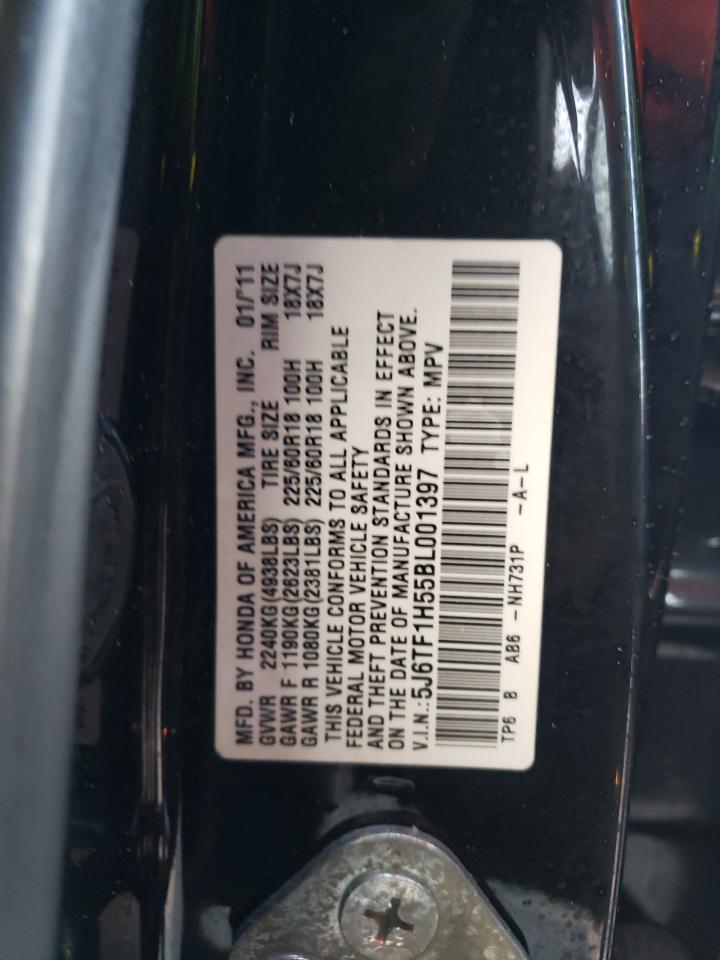 MFD. BY HONDA OF AMERICA MFG., INC. 01/'11
GVWR 2240KG(4938LBS) TIRE SIZE RIM SIZE
GAWR F 1190KG(2623LBS) 225/60R18 100H 18X7J
GAWR R 1080KG(2381LBS) 225/60R18 100H 18X7J
THIS VEHICLE CONFORMS TO ALL APPLICABLE
FEDERAL MOTOR VEHICLE SAFETY
AND THEFT PREVENTION STANDARDS IN EFFECT
ON THE DATE OF MANUFACTURE SHOWN ABOVE.
V.I.N.:5J6TF1H55BL001397 TYPE: MPV
TP6 B AB6 -NH731P -A-L